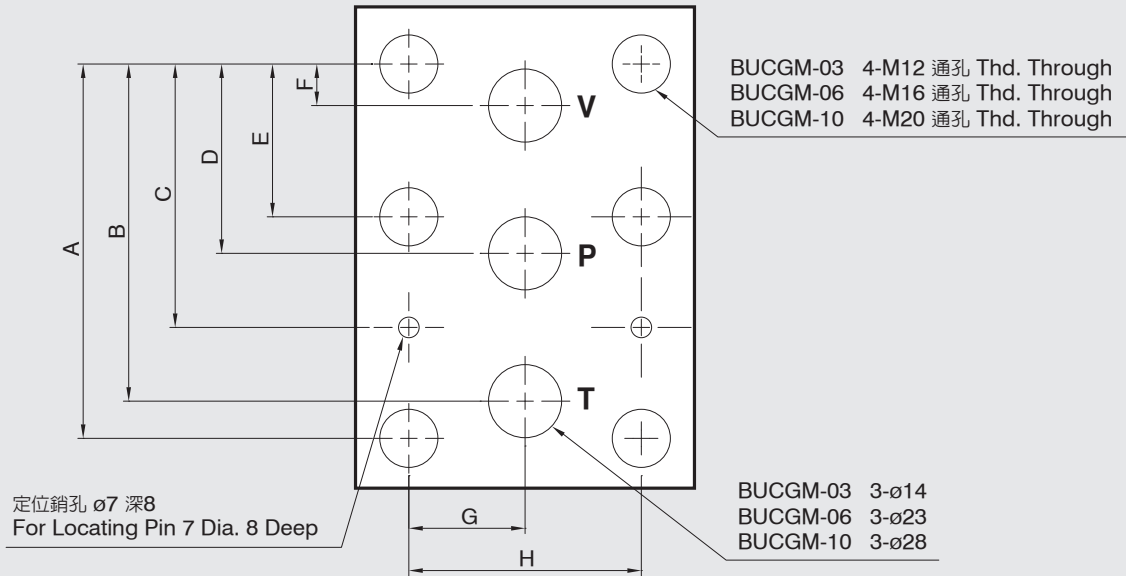 BUCGM-03 4-M12 通孔 Thd. Through
BUCGM-06 4-M16 通孔 Thd. Through
BUCGM-10 4-M20 通孔 Thd. Through
F
V
E
D
C
B
A
P
T
定位銷孔 ø7 深8
For Locating Pin 7 Dia. 8 Deep
G
H
BUCGM-03 3-ø14
BUCGM-06 3-ø23
BUCGM-10 3-ø28